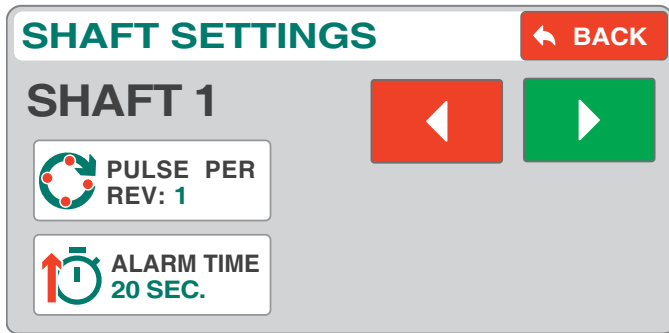 SHAFT SETTINGS
BACK
SHAFT 1
PULSE PER
REV: 1
ALARM TIME
20 SEC.